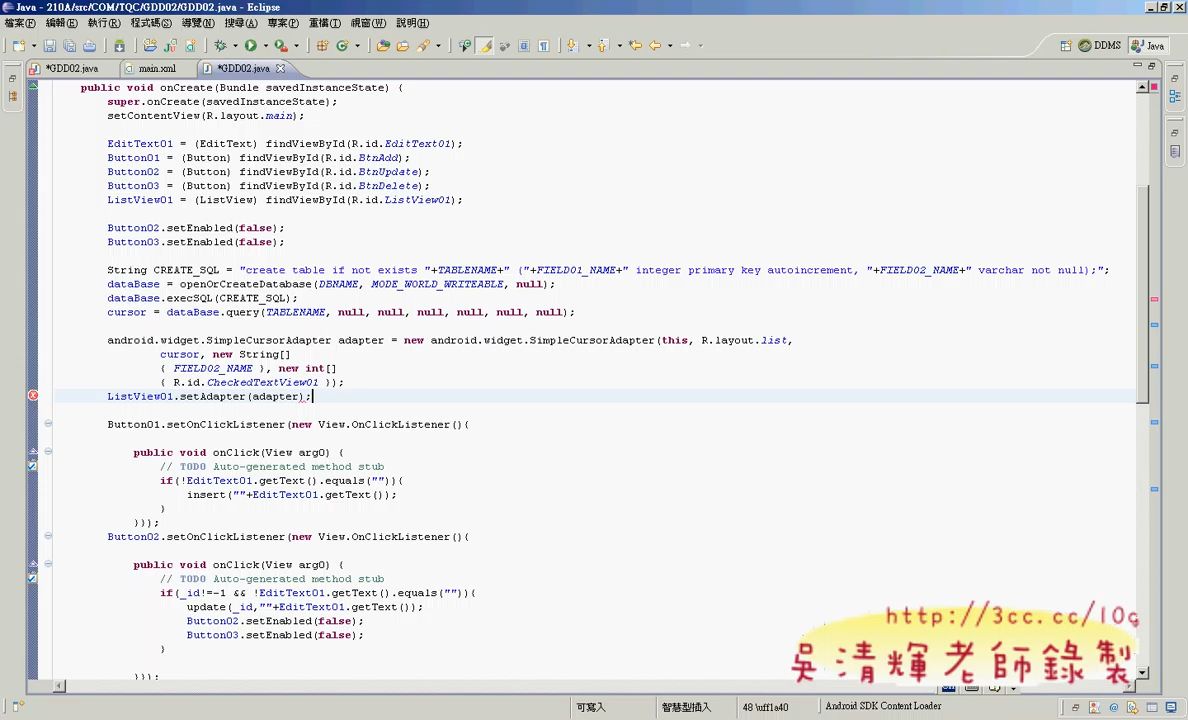 Java - 210A/src/COM/TQC/GDD02/GDD02.java - Eclipse
檔案(F) 編輯(E) 執行(R) 程式碼(S) 導覽(N) 搜尋(A) 專案(P) 重構(T) 視窗(W) 說明(H)
DDMS Java
*GDD02.java main.xml *GDD02.java
public void onCreate(Bundle savedInstanceState) {
super.onCreate(savedInstanceState);
setContentView(R.layout.main);
EditText01 = (EditText) findViewById(R.id.EditText01);
Button01 = (Button) findViewById(R.id.BtnAdd);
Button02 = (Button) findViewById(R.id.BtnUpdate);
Button03 = (Button) findViewById(R.id.BtnDelete);
ListView01 = (ListView) findViewById(R.id.ListView01);
Button02.setEnabled(false);
Button03.setEnabled(false);
String CREATE_SQL = "create table if not exists "+TABLENAME+" ("+FIELD01_NAME+" integer primary key autoincrement, "+FIELD02_NAME+" varchar not null);";
dataBase = openOrCreateDatabase(DBNAME, MODE_WORLD_WRITEABLE, null);
dataBase.execSQL(CREATE_SQL);
cursor = dataBase.query(TABLENAME, null, null, null, null, null, null);
android.widget.SimpleCursorAdapter adapter = new android.widget.SimpleCursorAdapter(this, R.layout.list,
cursor, new String[]
{ FIELD02_NAME }, new int[]
{ R.id.CheckedTextView01 });
ListView01.setAdapter(adapter);
Button01.setOnClickListener(new View.OnClickListener(){
public void onClick(View arg0) {
// TODO Auto-generated method stub
if(!EditText01.getText().equals("")){
insert(""+EditText01.getText());
}
}));
Button02.setOnClickListener(new View.OnClickListener(){
public void onClick(View arg0) {
// TODO Auto-generated method stub
if(_id!=-1 && !EditText01.getText().equals("")){
update(_id,""+EditText01.getText());
Button02.setEnabled(false);
Button03.setEnabled(false);
}
}));
http://3cc.cc/10q
吳清輝老師錄製
可寫入 智慧型插入 48 \uff1a40 Android SDK Content Loader